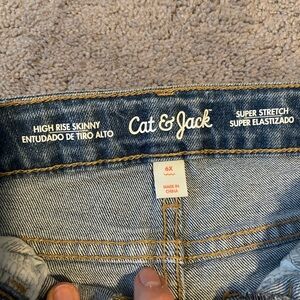 HIGH RISE SKINNY
ENTUDADO DE TIRO ALTO
Cat & Jack
SUPER STRETCH
SUPER ELASTIZADO
6X
MADE IN
CHINA